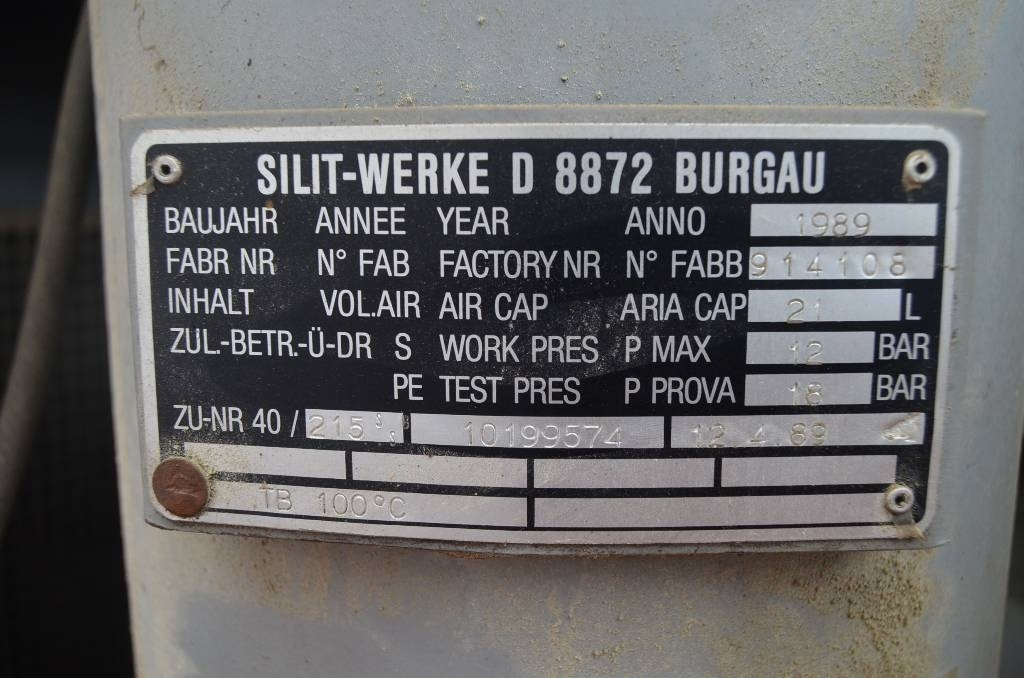 SILIT-WERKE D 8872 BURGAU
BAUJAHR ANNEE YEAR ANNO 1989
FABR NR N° FAB FACTORY NR N° FABB 914108
INHALT VOL.AIR AIR CAP ARIA CAP 21 L
ZUL.-BETR.-Ü-DR S WORK PRES P MAX 12 BAR
PE TEST PRES P PROVA 18 BAR
ZU-NR 40 / 215 10199574 12.4.89
TB 100°C